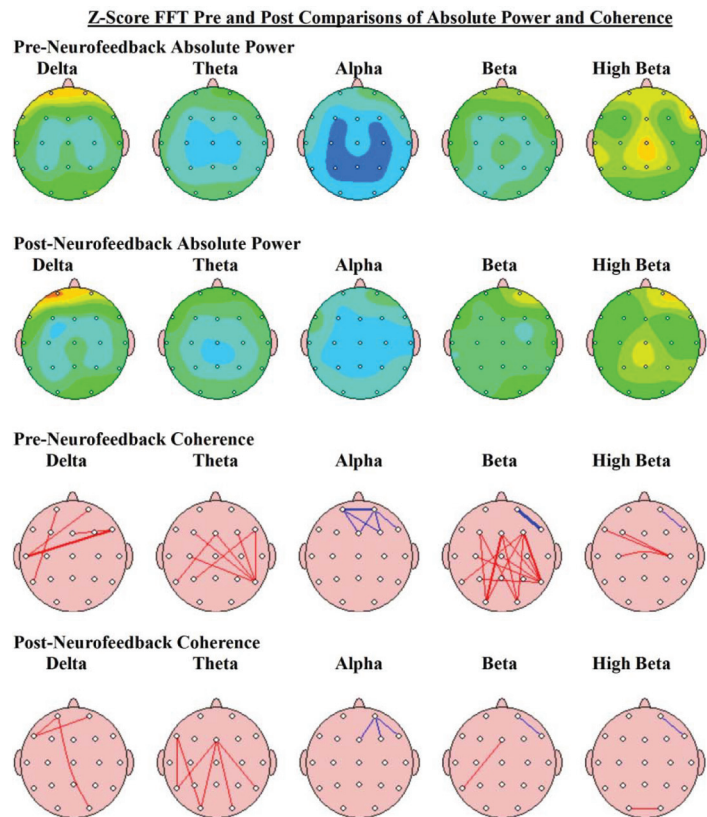 Z-Score FFT Pre and Post Comparisons of Absolute Power and Coherence
Pre-Neurofeedback Absolute Power
Delta Theta Alpha Beta High Beta
Post-Neurofeedback Absolute Power
Delta Theta Alpha Beta High Beta
Pre-Neurofeedback Coherence
Delta Theta Alpha Beta High Beta
Post-Neurofeedback Coherence
Delta Theta Alpha Beta High Beta